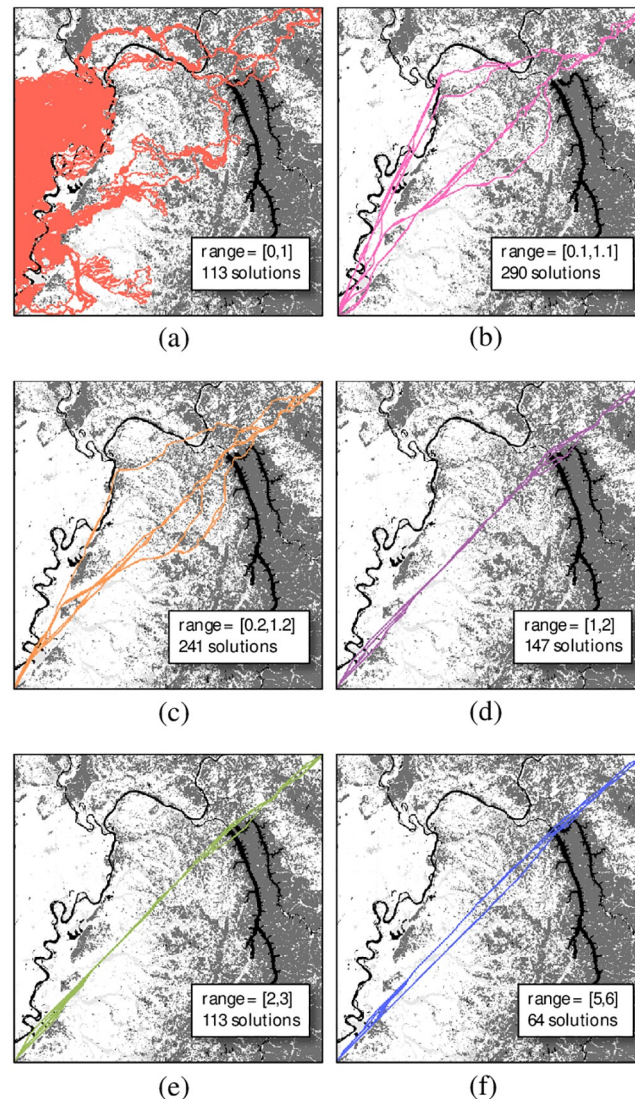 range= [0,1]
113 solutions
(a)
range= [0.1,1.1]
290 solutions
(b)
range= [0.2,1.2]
241 solutions
(c)
range= [1,2]
147 solutions
(d)
range= [2,3]
113 solutions
(e)
range= [5,6]
64 solutions
(f)